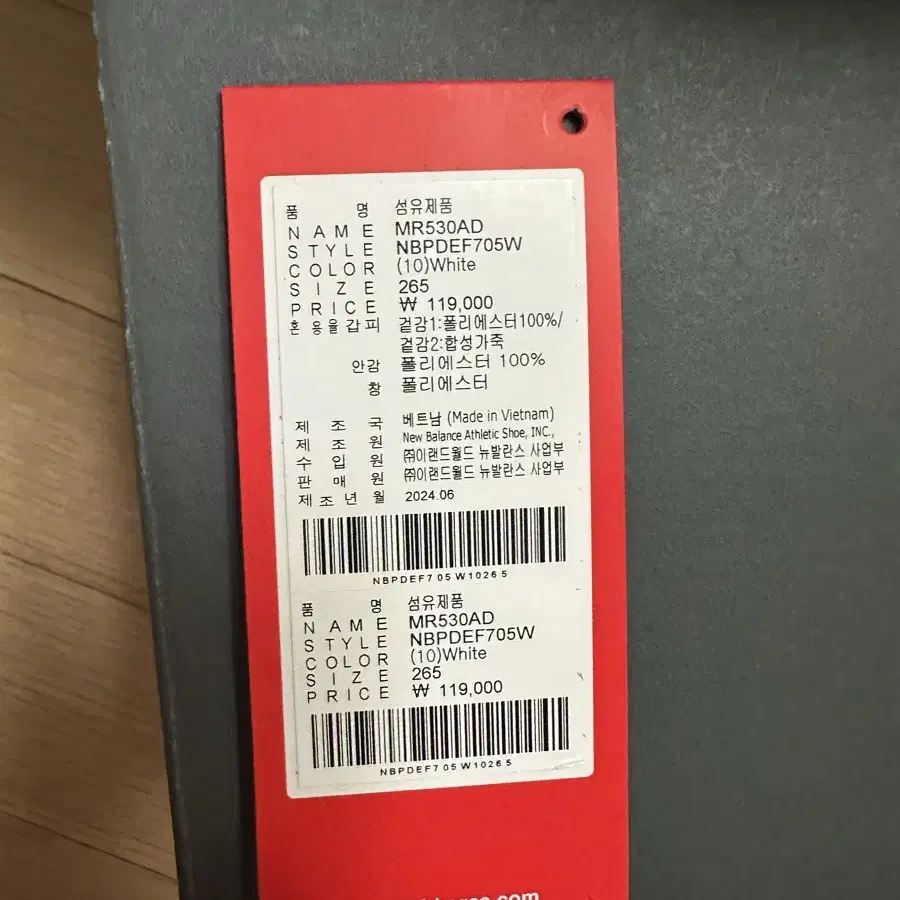 품 명 섬유제품
NAME MR530AD
STYLE NBPDEF705W
COLOR (10)White
SIZE 265
PRICE ₩ 119,000
혼용율갑피 겉감1:폴리에스터100%/
겉감2:합성가죽
안감 폴리에스터 100%
창 폴리에스터
제조국 베트남 (Made in Vietnam)
제조원 New Balance Athletic Shoe, INC.,
수입원 ㈜이랜드월드 뉴발란스 사업부
판매원 ㈜이랜드월드 뉴발란스 사업부
제조년월 2024.06
NBPDEF705W10265
품 명 섬유제품
NAME MR530AD
STYLE NBPDEF705W
COLOR (10)White
SIZE 265
PRICE ₩ 119,000
NBPDEF705W10265